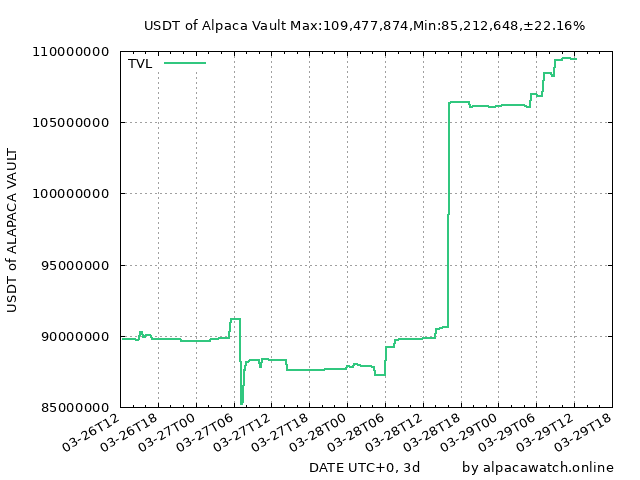 USDT of Alpaca Vault Max:109,477,874,Min:85,212,648,±22.16%
TVL
110000000
105000000
100000000
95000000
90000000
85000000
USDT of ALAPACA VAULT
03-26T12
03-26T18
03-27T00
03-27T06
03-27T12
03-27T18
03-28T00
03-28T06
03-28T12
03-28T18
03-29T00
03-29T06
03-29T12
03-29T18
DATE UTC+0, 3d
by alpacawatch.online